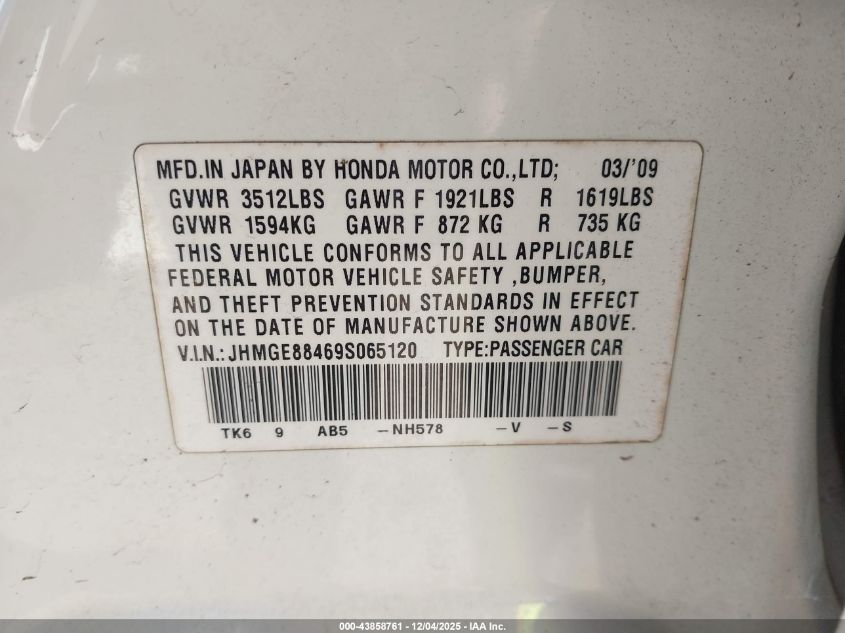 MFD.IN JAPAN BY HONDA MOTOR CO.,LTD; 03/'09
GVWR 3512LBS GAWR F 1921LBS R 1619LBS
GVWR 1594KG GAWR F 872 KG R 735 KG
THIS VEHICLE CONFORMS TO ALL APPLICABLE
FEDERAL MOTOR VEHICLE SAFETY ,BUMPER,
AND THEFT PREVENTION STANDARDS IN EFFECT
ON THE DATE OF MANUFACTURE SHOWN ABOVE.
V.I.N.: JHMGE88469S065120 TYPE:PASSENGER CAR
TK6 9 AB5 -NH578 -V -S
000-43858761 - 12/04/2025 - IAA Inc.